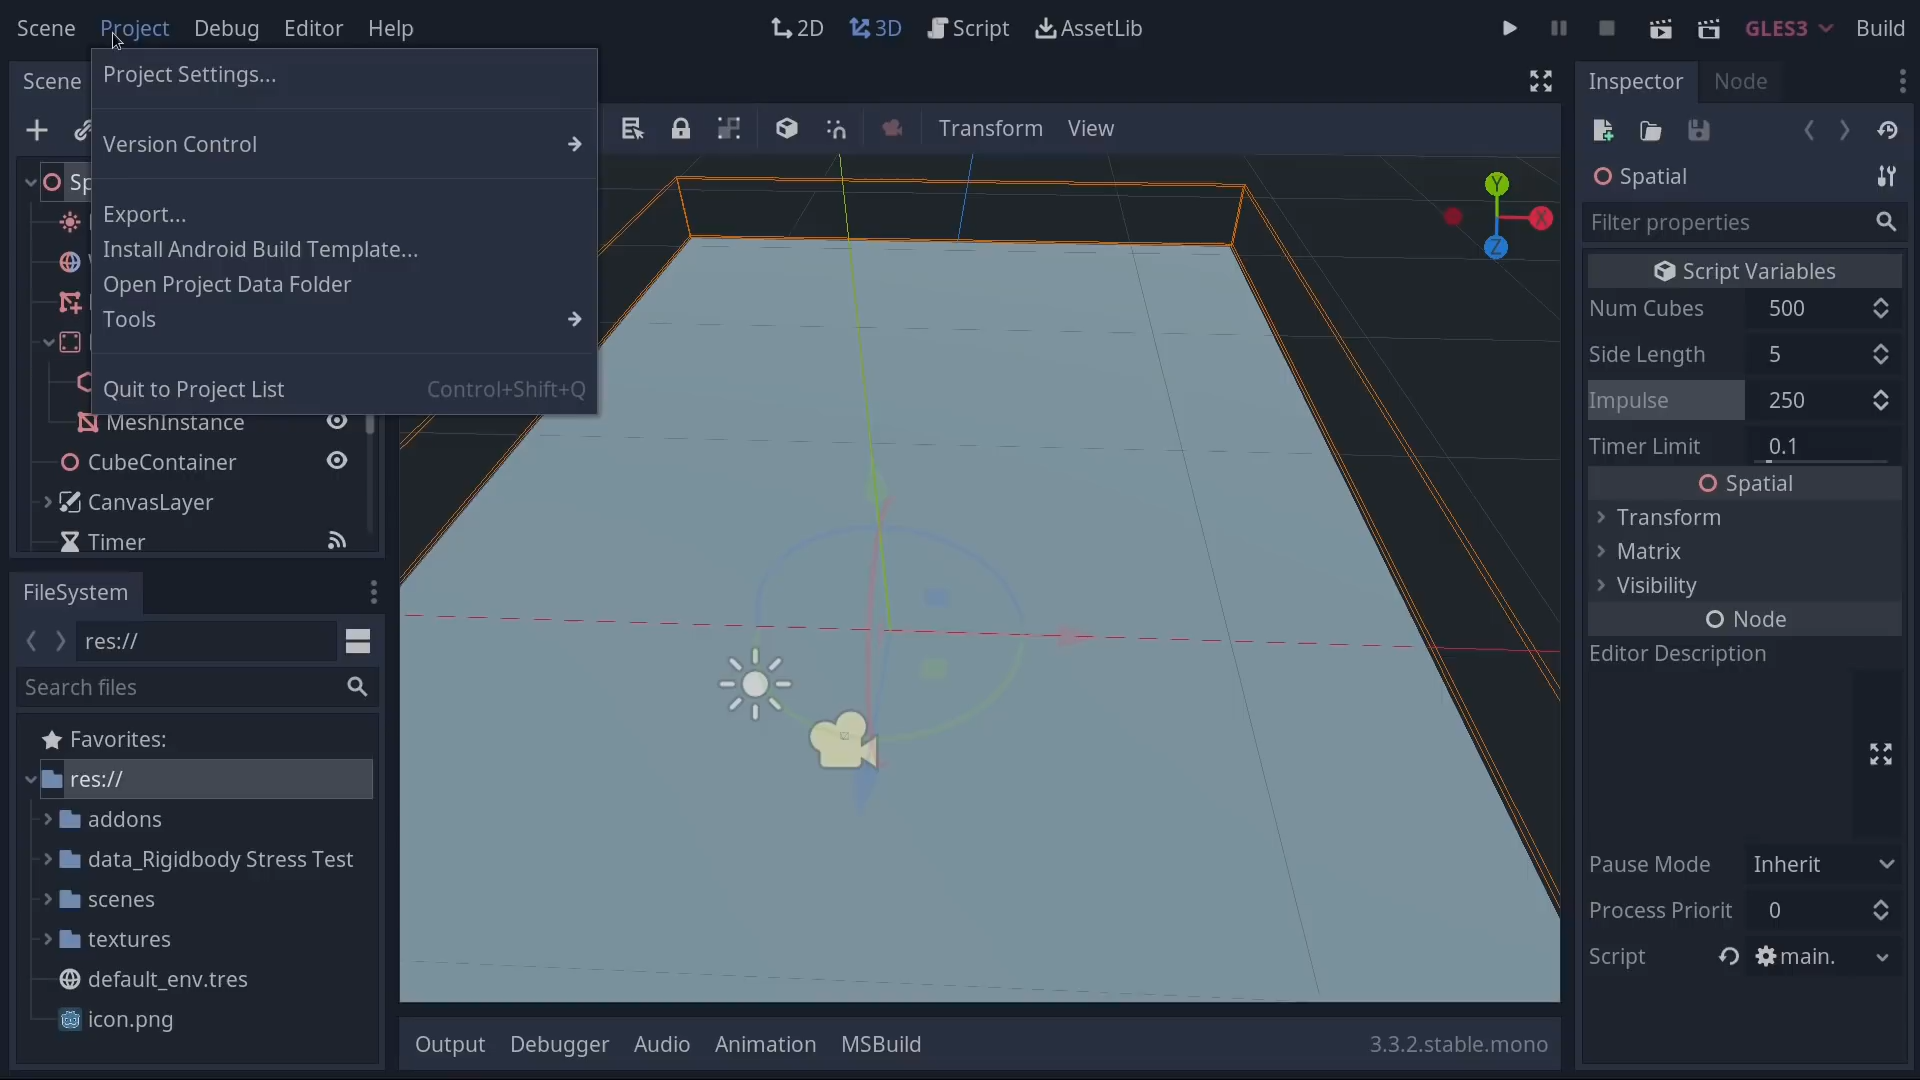 Scene Project Debug Editor Help 2D 3D Script AssetLib GLES3 Build
Scene
Project Settings...
Version Control
Export...
Install Android Build Template...
Open Project Data Folder
Tools
Quit to Project List Control+Shift+Q
Sp
MeshInstance
CubeContainer
CanvasLayer
Timer
FileSystem
res://
Search files
Favorites:
res://
addons
data_Rigidbody Stress Test
scenes
textures
default_env.tres
icon.png
Transform View
Y
X
Z
Output Debugger Audio Animation MSBuild 3.3.2.stable.mono
Inspector Node
Spatial
Filter properties
Script Variables
Num Cubes 500
Side Length 5
Impulse 250
Timer Limit 0.1
Spatial
Transform
Matrix
Visibility
Node
Editor Description
Pause Mode Inherit
Process Priorit 0
Script main.